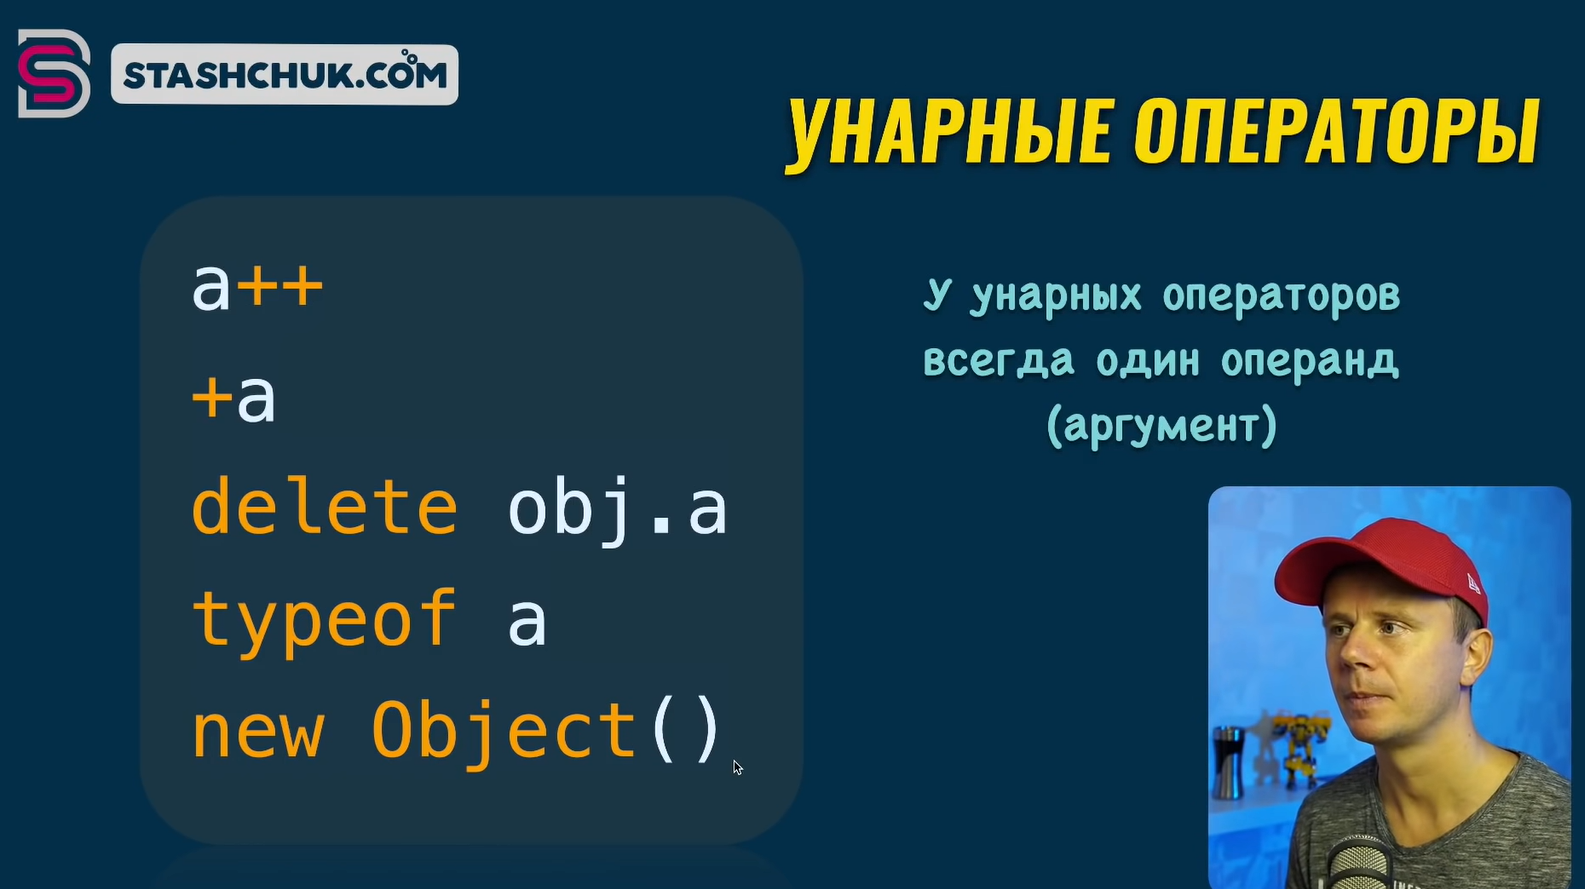 STASHCHUK.COM
УНАРНЫЕ ОПЕРАТОРЫ
a++
+a
delete obj.a
typeof a
new Object()
У унарных операторов
всегда один операнд
(аргумент)